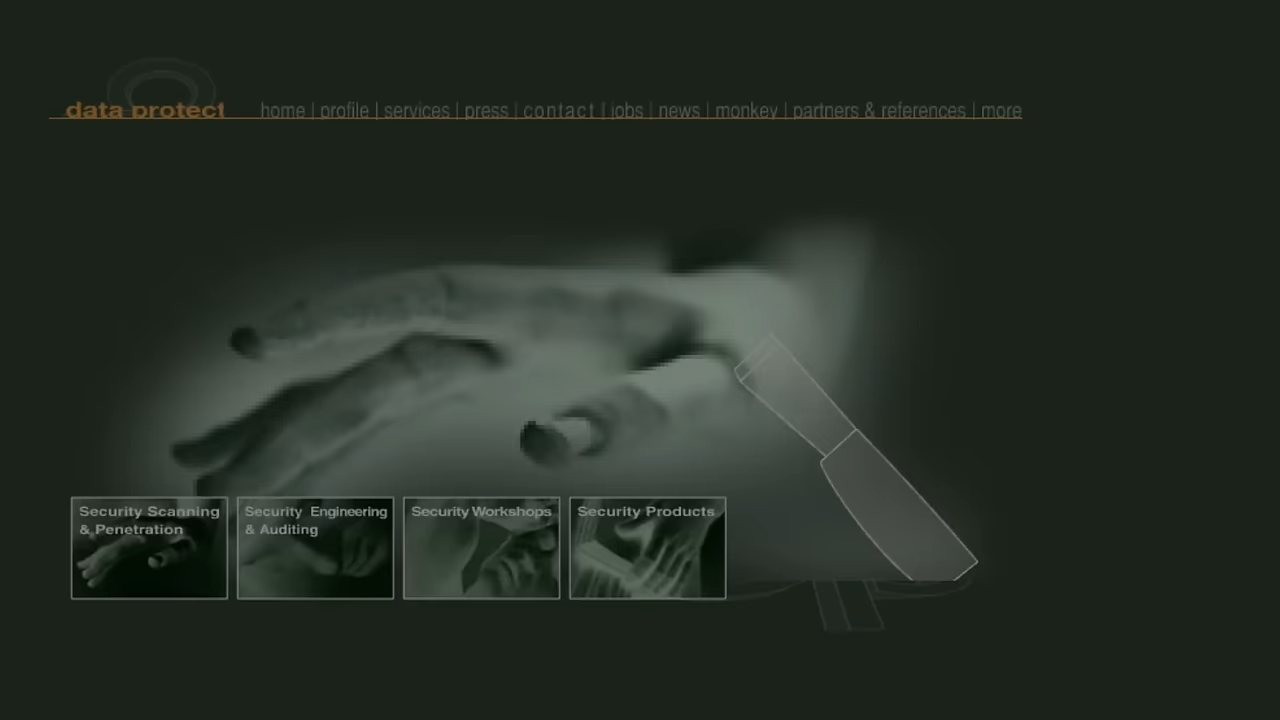 data protect
home | profile | services | press | contact | jobs | news | monkey | partners & references | more
Security Scanning
& Penetration
Security Engineering
& Auditing
Security Workshops
Security Products